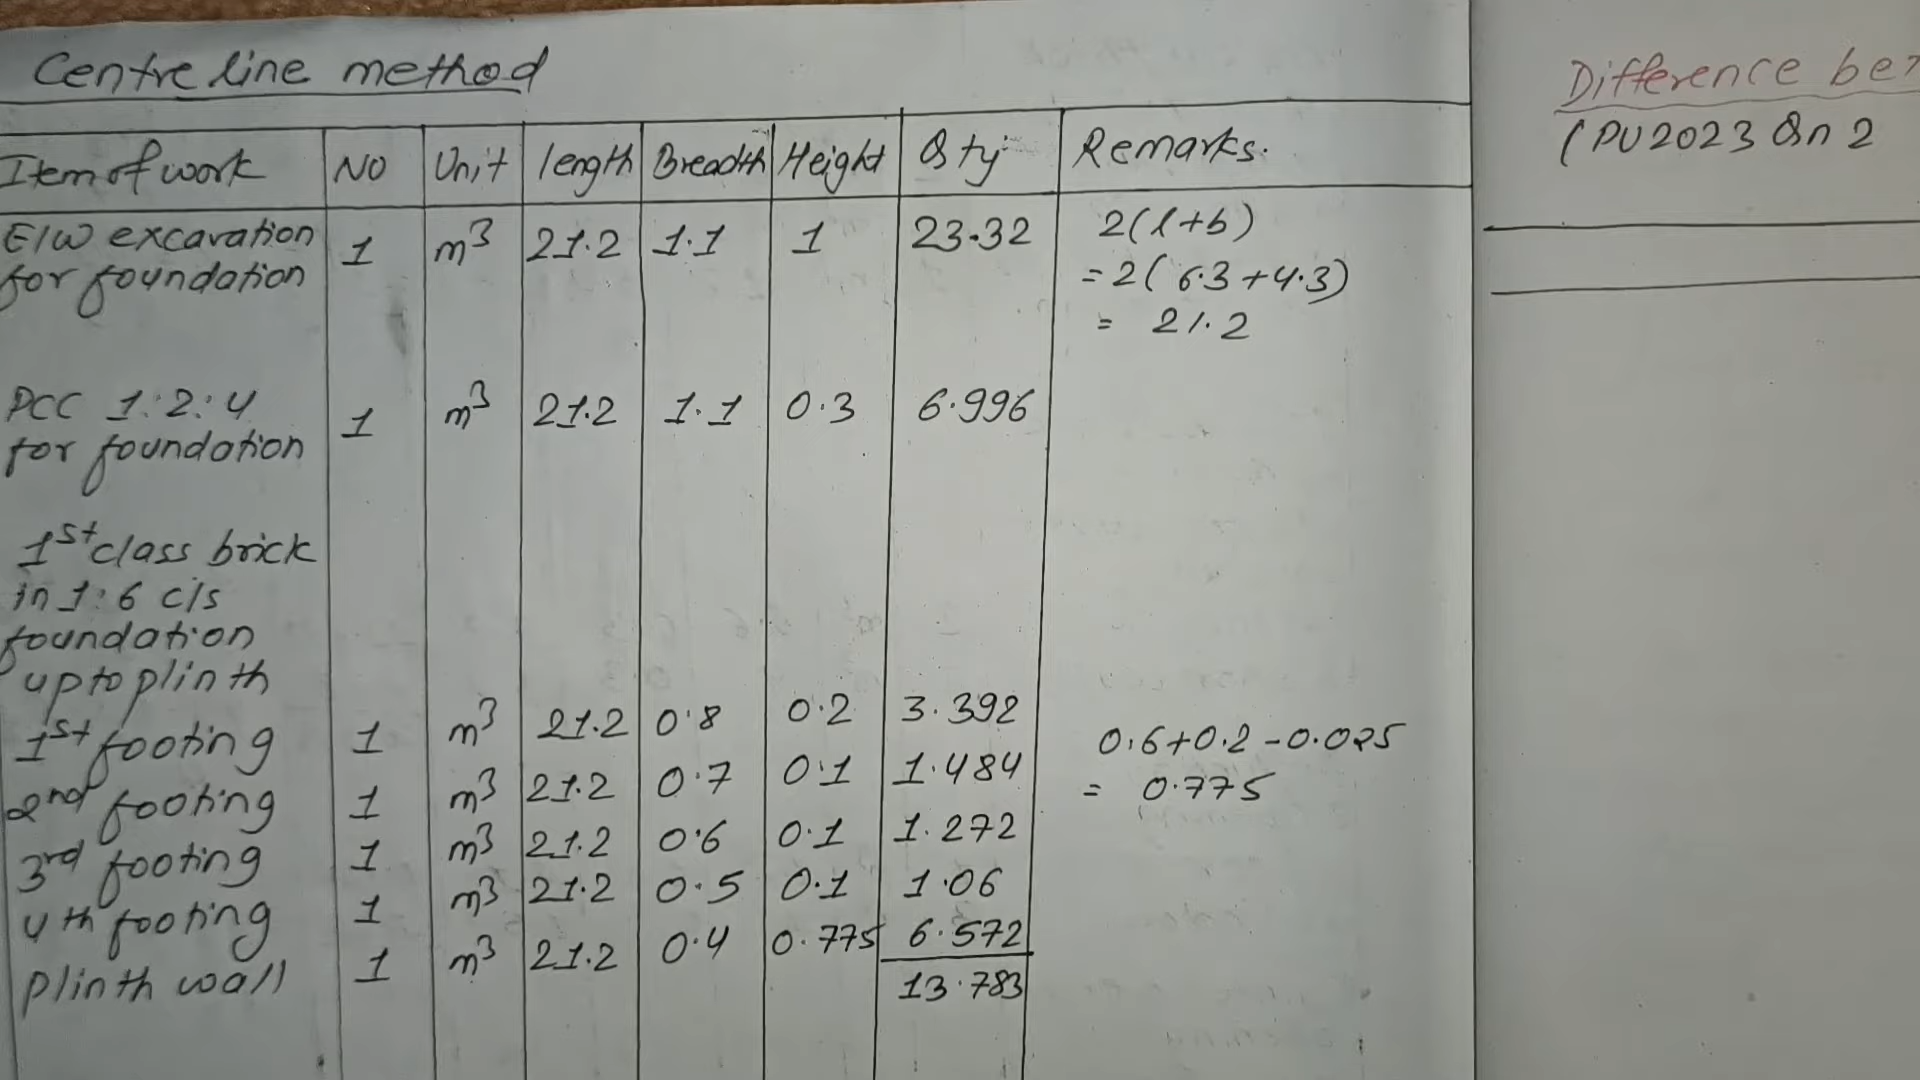 Centre line method
Item of work NO Unit length Breadth Height Qty Remarks.
E/W excavation for foundation 1 m³ 21.2 1.1 1 23.32 2(l+b)
= 2(6.3+4.3)
= 21.2
PCC 1:2:4 for foundation 1 m³ 21.2 1.1 0.3 6.996
1st class brick
in 1:6 c/s
foundation
upto plinth
1st footing 1 m³ 21.2 0.8 0.2 3.392
2nd footing 1 m³ 21.2 0.7 0.1 1.484
3rd footing 1 m³ 21.2 0.6 0.1 1.272
4th footing 1 m³ 21.2 0.5 0.1 1.06
plinth wall 1 m³ 21.2 0.4 0.775 6.572
13.783
0.6+0.2-0.025
= 0.775
Difference bet
(PU2023 Qn 2